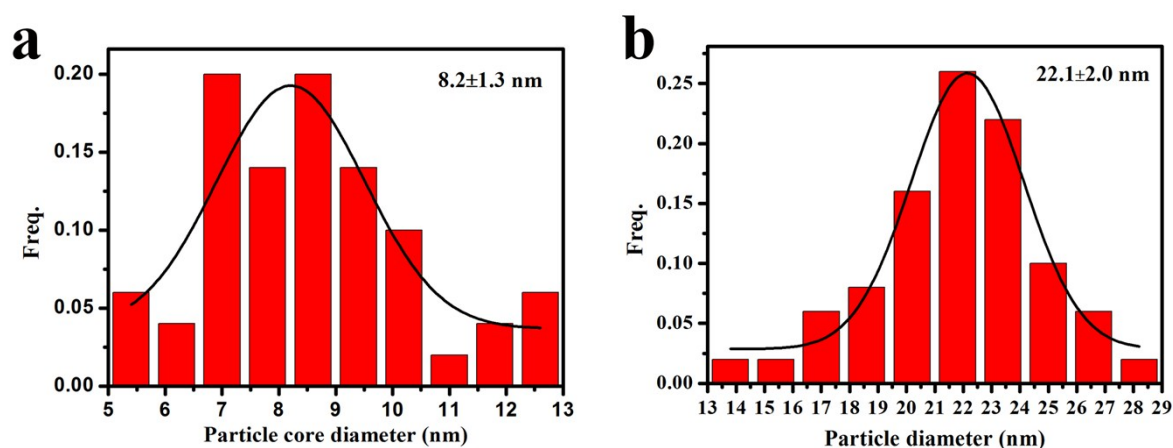 a
8.2±1.3 nm
Freq.
0.20
0.15
0.10
0.05
0.00
5 6 7 8 9 10 11 12 13
Particle core diameter (nm)
b
22.1±2.0 nm
Freq.
0.25
0.20
0.15
0.10
0.05
0.00
13 14 15 16 17 18 19 20 21 22 23 24 25 26 27 28 29
Particle diameter (nm)